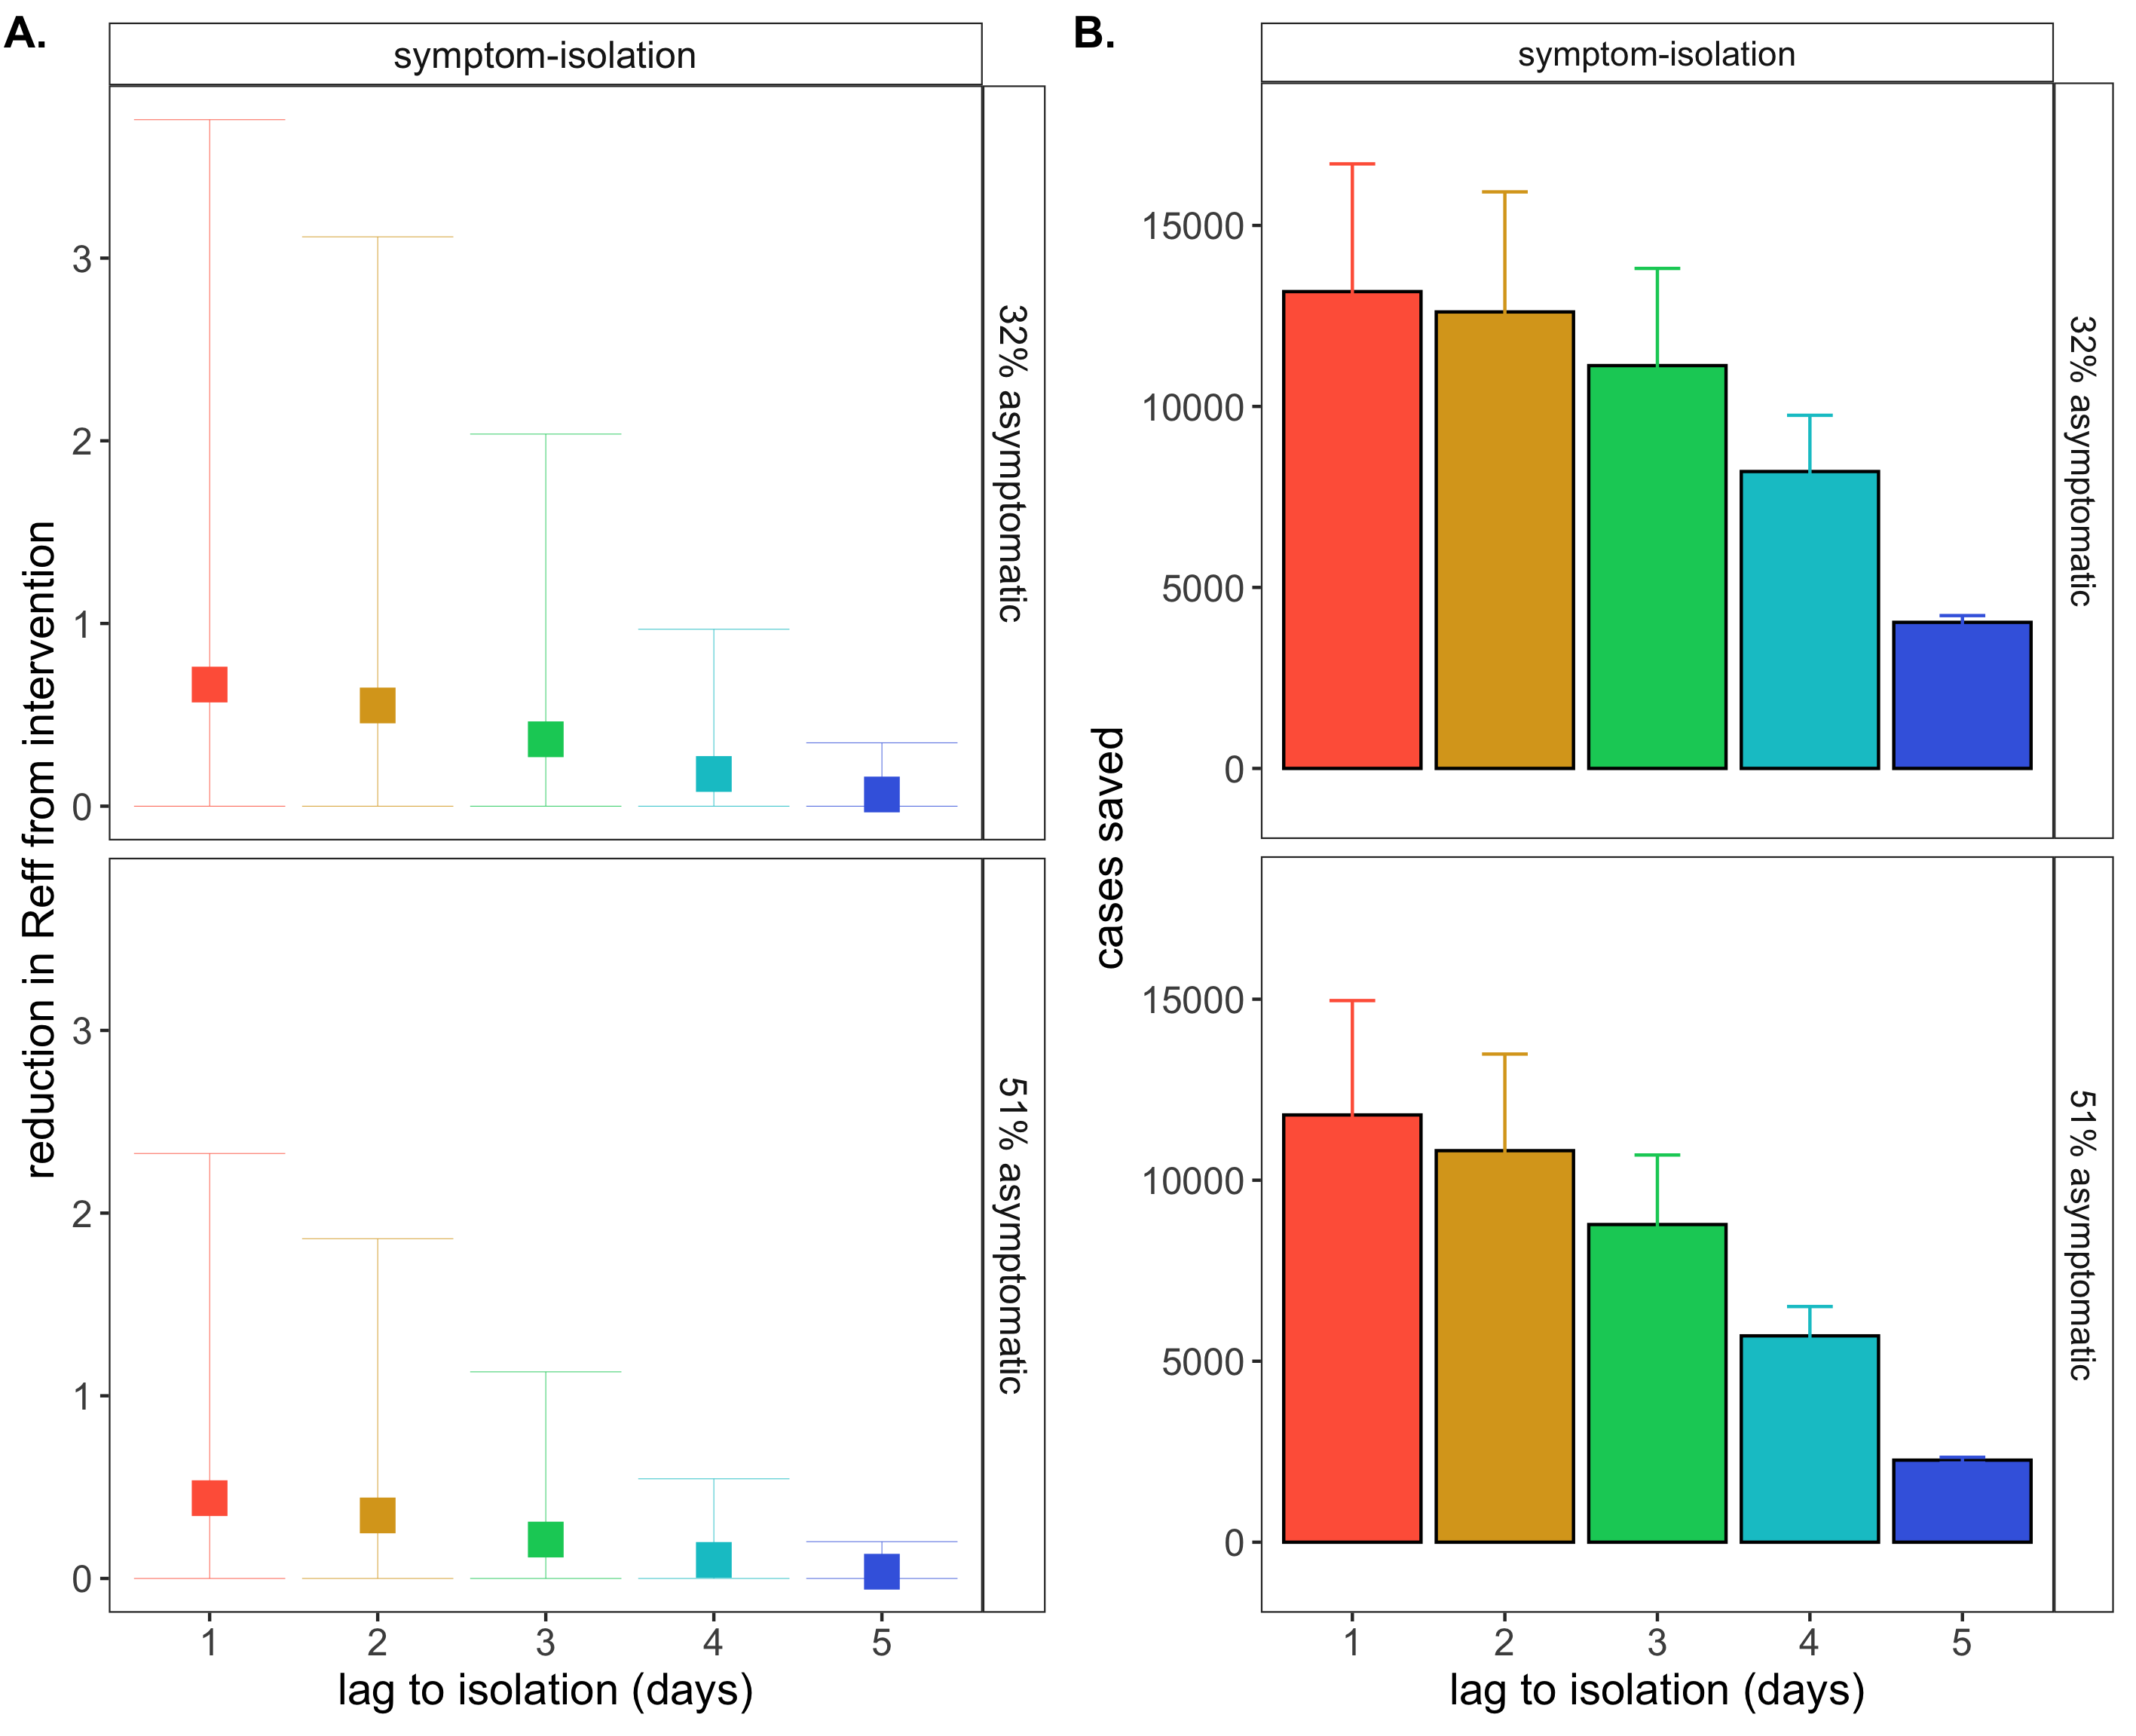 A.
symptom-isolation
reduction in Reff from intervention
3
2
1
0
32% asymptomatic
3
2
1
0
51% asymptomatic
1 2 3 4 5
lag to isolation (days)
B.
symptom-isolation
cases saved
15000
10000
5000
0
32% asymptomatic
15000
10000
5000
0
51% asymptomatic
1 2 3 4 5
lag to isolation (days)